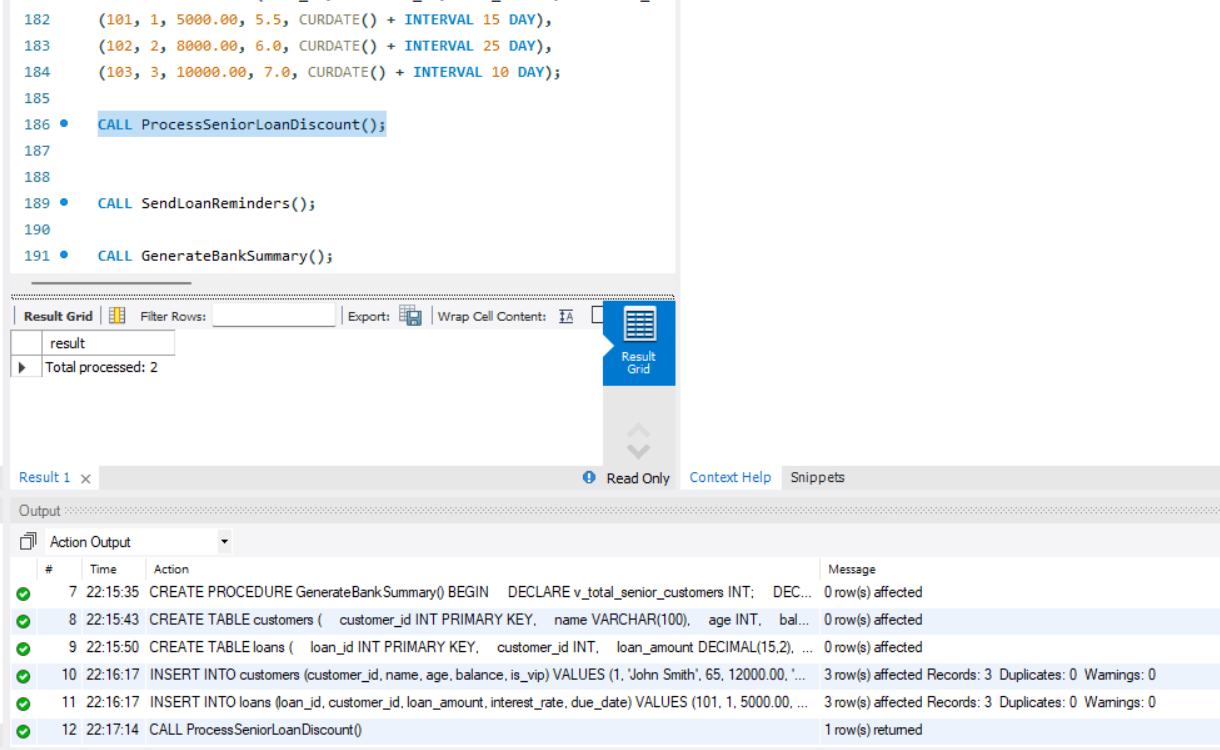 182 (101, 1, 5000.00, 5.5, CURDATE() + INTERVAL 15 DAY),
183 (102, 2, 8000.00, 6.0, CURDATE() + INTERVAL 25 DAY),
184 (103, 3, 10000.00, 7.0, CURDATE() + INTERVAL 10 DAY);
185
186 CALL ProcessSeniorLoanDiscount();
187
188
189 CALL SendLoanReminders();
190
191 CALL GenerateBankSummary();
Result Grid Filter Rows: Export: Wrap Cell Content: IA
Result
Grid
result
Total processed: 2
Result 1 Read Only Context Help Snippets
Output
Action Output
# Time Action Message
7 22:15:35 CREATE PROCEDURE GenerateBankSummary() BEGIN DECLARE v_total_senior_customers INT; DEC... 0 row(s) affected
8 22:15:43 CREATE TABLE customers ( customer_id INT PRIMARY KEY, name VARCHAR(100), age INT, bal... 0 row(s) affected
9 22:15:50 CREATE TABLE loans ( loan_id INT PRIMARY KEY, customer_id INT, loan_amount DECIMAL(15,2), ... 0 row(s) affected
10 22:16:17 INSERT INTO customers (customer_id, name, age, balance, is_vip) VALUES (1, 'John Smith', 65, 12000.00, '... 3 row(s) affected Records: 3 Duplicates: 0 Warnings: 0
11 22:16:17 INSERT INTO loans (loan_id, customer_id, loan_amount, interest_rate, due_date) VALUES (101, 1, 5000.00, ... 3 row(s) affected Records: 3 Duplicates: 0 Warnings: 0
12 22:17:14 CALL ProcessSeniorLoanDiscount() 1 row(s) returned